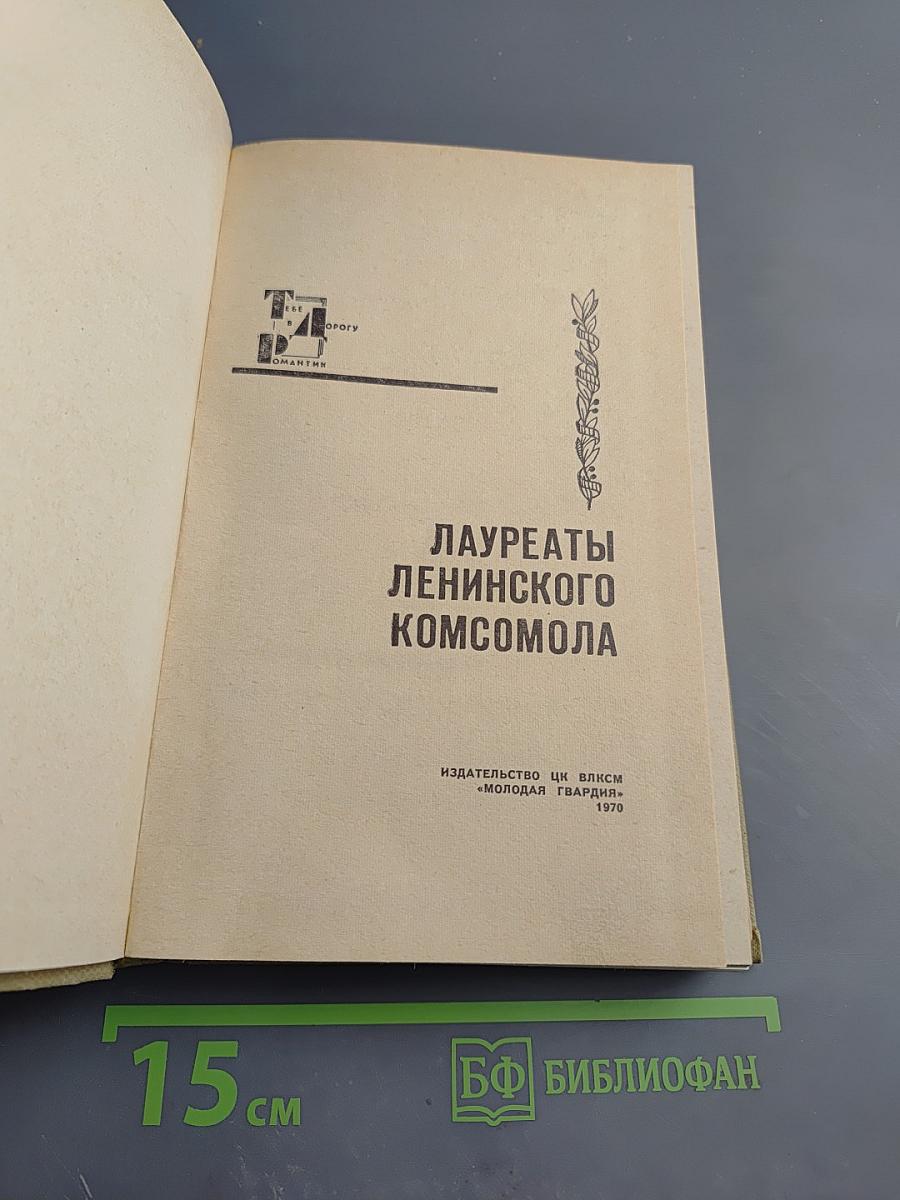 ТЕБЕ
В ДОРОГУ
РОМАНТИК
ЛАУРЕАТЫ
ЛЕНИНСКОГО
КОМСОМОЛА
ИЗДАТЕЛЬСТВО ЦК ВЛКСМ
«МОЛОДАЯ ГВАРДИЯ»
1970
15 СМ
БФ БИБЛИОФАН